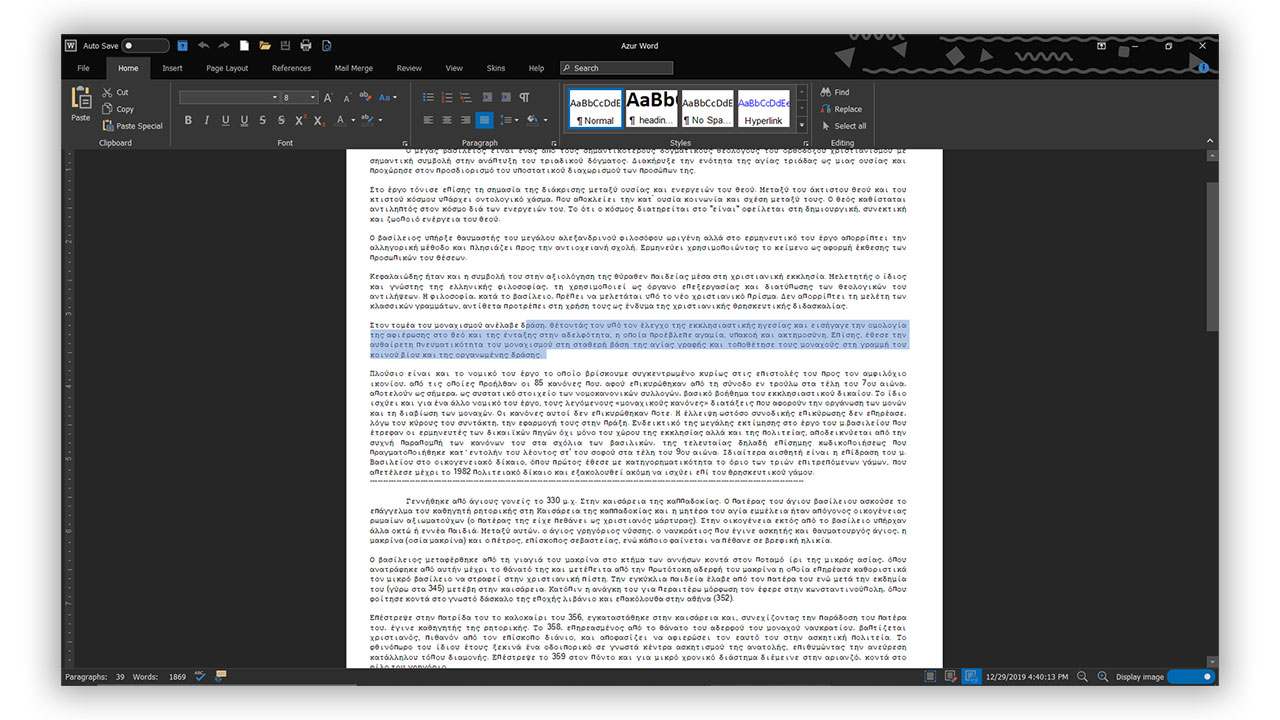 Auto Save
Azur Word
File Home Insert Page Layout References Mail Merge Review View Skins Help Search
Paste
Cut
Copy
Paste Special
Clipboard
8
Font
Paragraph
AaBbCcDdE
¶ Normal
AaBb
¶ headin...
AaBbCcDdE
¶ No Spa...
AaBbCcDdE
Hyperlink
Styles
Find
Replace
Select all
Editing
Ο μέγας βασίλειος είναι ένας από τους σημαντικότερους δογματικούς θεολόγους του ορθόδοξου χριστιανισμού με
σημαντική συμβολή στην ανάπτυξη του τριαδικού δόγματος. Διακήρυξε την ενότητα της αγίας τριάδας ως μιας ουσίας και
προχώρησε στον προσδιορισμό του υποστατικού διαχωρισμού των προσώπων της.
Στο έργο τόνισε επίσης τη σημασία της διάκρισης μεταξύ ουσίας και ενεργειών του θεού. Μεταξύ του άκτιστου θεού και του
κτιστού κόσμου υπάρχει οντολογικό χάσμα, που αποκλείει την κατ΄ ουσία κοινωνία και σχέση μεταξύ τους. Ο θεός καθίσταται
αντιληπτός στον κόσμο διά των ενεργειών του. Το ότι ο κόσμος διατηρείται στο "είναι" οφείλεται στη δημιουργική, συνεκτική
και ζωοποιό ενέργεια του θεού.
Ο βασίλειος υπήρξε θαυμαστής του μεγάλου αλεξανδρινού φιλοσόφου ωριγένη αλλά στο ερμηνευτικό του έργο απορρίπτει την
αλληγορική μέθοδο και πλησιάζει προς την αντιοχειανή σχολή. Ερμηνεύει χρησιμοποιώντας το κείμενο ως αφορμή έκθεσης των
προσωπικών του θέσεων.
Κεφαλαιώδης ήταν και η συμβολή του στην αξιολόγηση της θύραθεν παιδείας μέσα στη χριστιανική εκκλησία. Μελετητής ο ίδιος
και γνώστης της ελληνικής φιλοσοφίας, τη χρησιμοποιεί ως όργανο επεξεργασίας και διατύπωσης των θεολογικών του
αντιλήψεων. Η φιλοσοφία, κατά το βασίλειο, πρέπει να μελετάται υπό το νέο χριστιανικό πρίσμα. Δεν απορρίπτει τη μελέτη των
κλασσικών γραμμάτων, αντίθετα προτρέπει στη χρήση τους ως ένδυμα της χριστιανικής θρησκευτικής διδασκαλίας.
Στον τομέα του μοναχισμού ανέλαβε δράση, θέτοντάς τον υπό τον έλεγχο της εκκλησιαστικής ηγεσίας και εισήγαγε την ομολογία
της αφιέρωσης στο θεό και της ένταξης στην αδελφότητα, η οποία προέβλεπε αγαμία, υπακοή και ακτημοσύνη. Επίσης, έθεσε την
αυθαίρετη πνευματικότητα του μοναχισμού στη σταθερή βάση της αγίας γραφής και τοποθέτησε τους μοναχούς στη γραμμή του
κοινού βίου και της οργανωμένης δράσης.
Πλούσιο είναι και το νομικό του έργο το οποίο βρίσκουμε συγκεντρωμένο κυρίως στις επιστολές του προς τον αμφιλόχιο
ικονίου, από τις οποίες προήλθαν οι 85 κανόνες που, αφού επικυρώθηκαν από τη σύνοδο εν τρούλω στα τέλη του 7ου αιώνα,
αποτελούν ως σήμερα, ως συστατικό στοιχείο των νομοκανονικών συλλογών, βασικό βοήθημα του εκκλησιαστικού δικαίου. Το ίδιο
ισχύει και για ένα άλλο νομικό του έργο, τους λεγόμενους «μοναχικούς κανόνες» διατάξεις που αφορούν την οργάνωση των μονών
και τη διαβίωση των μοναχών. Οι κανόνες αυτοί δεν επικυρώθηκαν ποτέ. Η έλλειψη ωστόσο συνοδικής επικύρωσης δεν επηρέασε,
λόγω του κύρους του συντάκτη, την εφαρμογή τους στην πράξη. Ενδεικτικό της μεγάλης εκτίμησης στο έργο του μ.βασιλείου που
έτρεφαν οι ερμηνευτές των δικαιϊκών πηγών όχι μόνο του χώρου της εκκλησίας αλλά και της πολιτείας, αποδεικνύεται από την
συχνή παραπομπή των κανόνων του στα σχόλια των βασιλικών, της τελευταίας δηλαδή επίσημης κωδικοποιήσεως που
πραγματοποιήθηκε κατ΄ εντολήν του λέοντος στ' του σοφού στα τέλη του 9ου αιώνα. Ιδιαίτερα αισθητή είναι η επίδραση του μ.
Βασιλείου στο οικογενειακό δίκαιο, όπου πρώτος έθεσε με κατηγορηματικότητα το όριο των τριών επιτρεπόμενων γάμων, που
απετέλεσε μέχρι το 1982 πολιτειακό δίκαιο και εξακολουθεί ακόμη να ισχύει επί του θρησκευτικού γάμου.
Γεννήθηκε από άγιους γονείς το 330 μ.χ. Στην καισάρεια της καππαδοκίας. Ο πατέρας του άγιου βασίλειου ασκούσε το
επάγγελμα του καθηγητή ρητορικής στη Καισάρεια της καππαδοκίας και η μητέρα του αγία εμμέλεια ήταν απόγονος οικογένειας
ρωμαίων αξιωματούχων (ο πατέρας της είχε πεθάνει ως χριστιανός μάρτυρας). Στην οικογένεια εκτός από το βασίλειο υπήρχαν
άλλα οκτώ ή εννέα παιδιά. Μεταξύ αυτών, ο άγιος γρηγόριος νύσσης, ο ναυκράτιος που έγινε ασκητής και θαυματουργός άγιος, η
μακρίνα (οσία μακρίνα) και ο πέτρος, επίσκοπος σεβαστείας, ενώ κάποιο φαίνεται να πέθανε σε βρεφική ηλικία.
Ο βασίλειος μεταφέρθηκε από τη γιαγιά του μακρίνα στο κτήμα των αννήσων κοντά στον ποταμό ίρι της μικράς ασίας, όπου
ανατράφηκε από αυτήν μέχρι το θάνατό της και μετέπειτα από την πρωτότοκη αδερφή του μακρίνα η οποία επηρέασε καθοριστικά
τον μικρό βασίλειο να στραφεί στην χριστιανική πίστη. Την εγκύκλια παιδεία έλαβε από τον πατέρα του ενώ μετά την εκδημία
του (γύρω στα 345) μετέβη στην καισάρεια. Κατόπιν η ανάγκη του για περαιτέρω μόρφωση τον έφερε στην κωνσταντινούπολη, όπου
φοίτησε κοντά στο γνωστό δάσκαλο της εποχής λιβάνιο και επακόλουθα στην αθήνα (352).
Επέστρεψε στην πατρίδα του το καλοκαίρι του 356, εγκαταστάθηκε στην καισάρεια και, συνεχίζοντας την παράδοση του πατέρα
του, έγινε καθηγητής της ρητορικής. Το 358, επηρεασμένος από το θάνατο του αδερφού του μοναχού ναυκρατίου, βαπτίζεται
χριστιανός, πιθανόν από τον επίσκοπο διάνιο, και αποφασίζει να αφιερώσει τον εαυτό του στην ασκητική πολιτεία. Το
φθινόπωρο του ίδιου έτους ξεκινά ένα οδοιπορικό σε γνωστά κέντρα ασκητισμού της ανατολής, επιθυμώντας την ανεύρεση
κατάλληλου τόπου διαμονής. Επέστρεψε το 359 στον πόντο και για μικρό χρονικό διάστημα διέμεινε στην αριανζό, κοντά στο
φίλο του γρηγόριο.
Paragraphs: 39 Words: 1869 12/29/2019 4:40:13 PM Display image